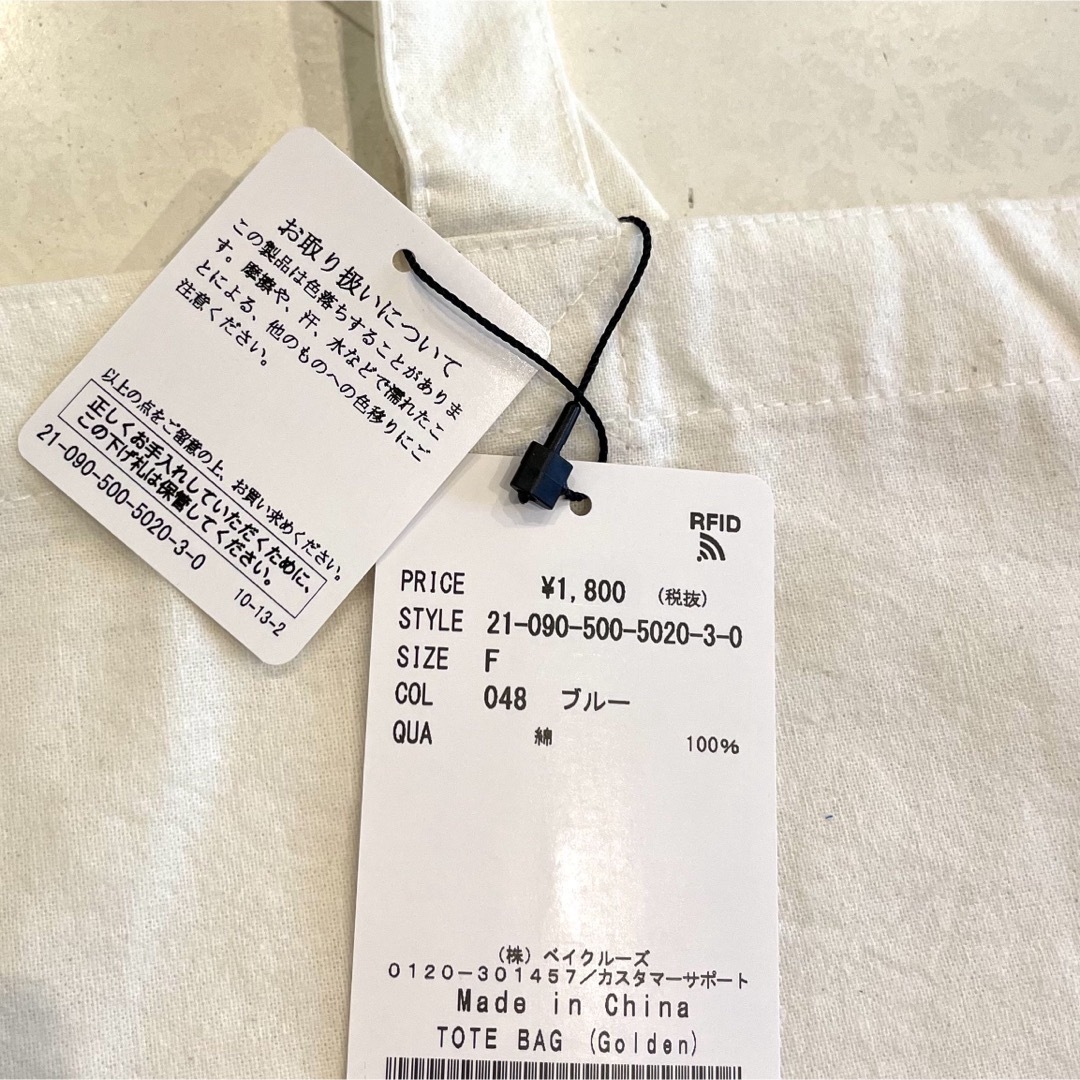 お取り扱いについて
この製品は色落ちすることがありま
す。摩擦や、汗、水などで濡れたこ
とによる、他のものへの色移りにご
注意ください。
以上の点をご留意の上、お買い求めください。
正しくお手入れしていただくために、
この下げ札は保管してください。
21-090-500-5020-3-0
10-13-2
RFID
PRICE ¥1,800 (税抜)
STYLE 21-090-500-5020-3-0
SIZE F
COL 048 ブルー
QUA 綿 100%
(株) ベイクルーズ
0120-301457/カスタマーサポート
Made in China
TOTE BAG (Golden)